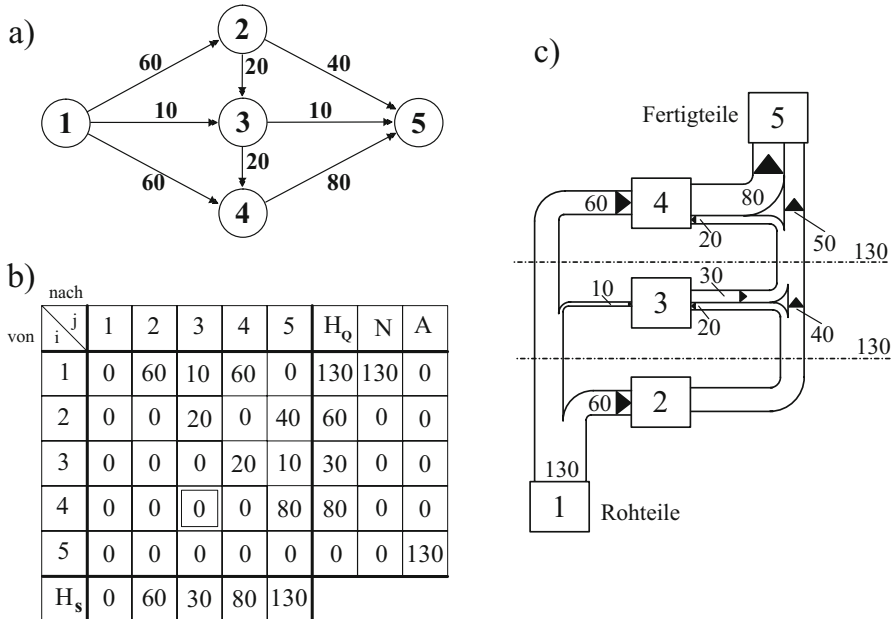 a)
2
60
20
40
1
10
3
10
5
60
20
80
4
b)
nach
von
j
i
1 2 3 4 5 H_Q N A
1 0 60 10 60 0 130 130 0
2 0 0 20 0 40 60 0 0
3 0 0 0 20 10 30 0 0
4 0 0 0 0 80 80 0 0
5 0 0 0 0 0 0 0 130
H_s 0 60 30 80 130
c)
Fertigteile
5
60
4
80
20
50
130
30
10
3
20
40
130
60
2
130
1
Rohteile